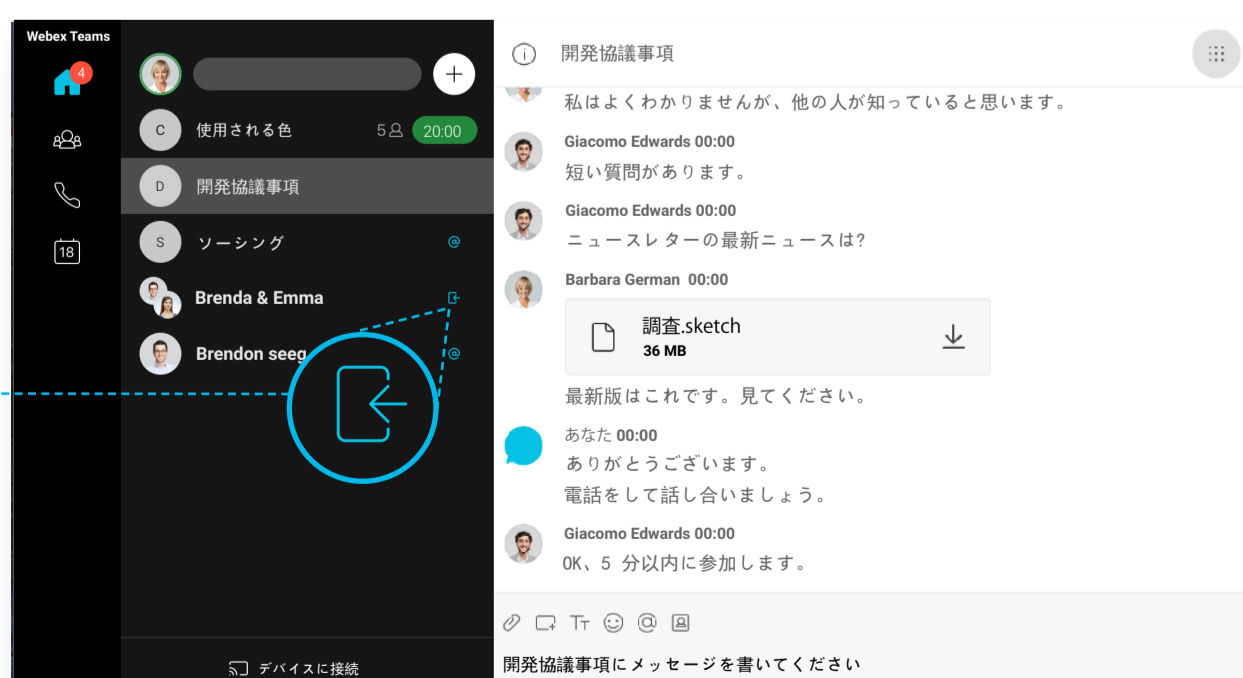 Webex Teams
4
18
C
使用される色
5
20:00
D
開発協議事項
S
ソーシング
@
Brenda & Emma
Brendon seeg
@
デバイスに接続
開発協議事項
私はよくわかりませんが、他の人が知っていると思います。
Giacomo Edwards 00:00
短い質問があります。
Giacomo Edwards 00:00
ニュースレターの最新ニュースは?
Barbara German 00:00
調査.sketch
36 MB
最新版はこれです。見てください。
あなた 00:00
ありがとうございます。
電話をして話し合いましょう。
Giacomo Edwards 00:00
OK、5 分以内に参加します。
開発協議事項にメッセージを書いてください